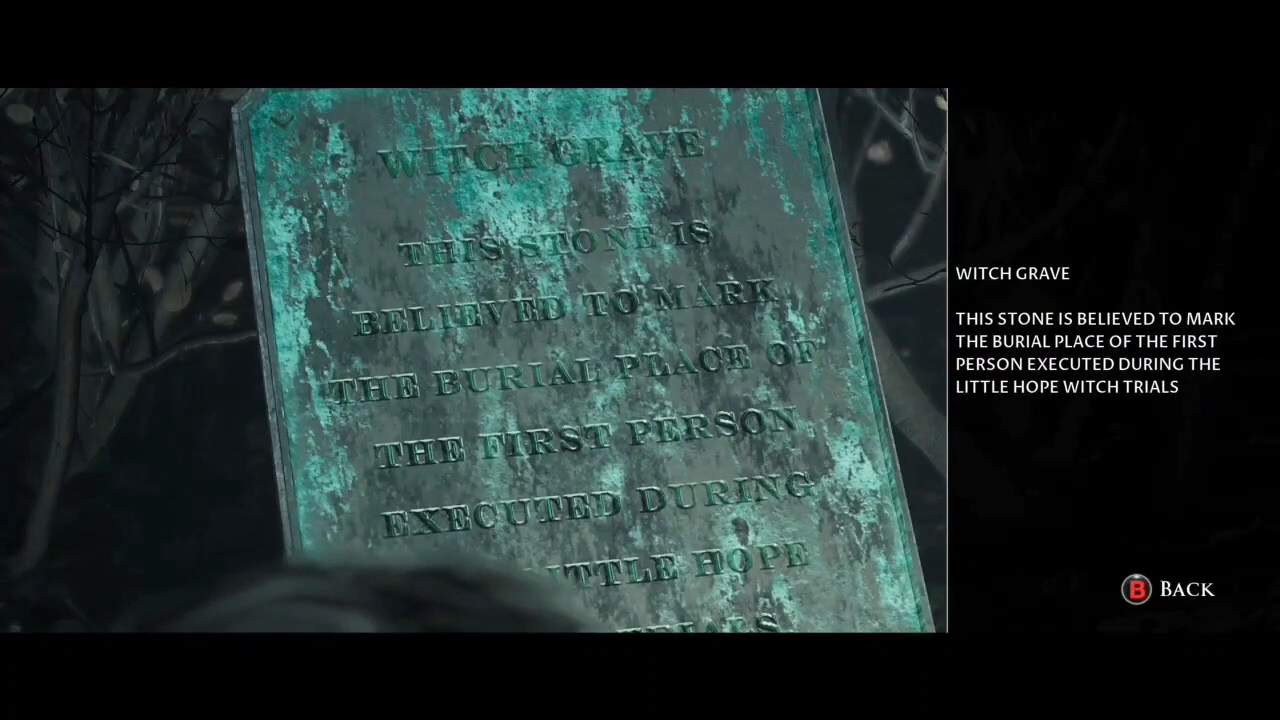 WITCH GRAVE
THIS STONE IS
BELIEVED TO MARK
THE BURIAL PLACE OF
THE FIRST PERSON
EXECUTED DURING
LITTLE HOPE
TRIALS
WITCH GRAVE
THIS STONE IS BELIEVED TO MARK
THE BURIAL PLACE OF THE FIRST
PERSON EXECUTED DURING THE
LITTLE HOPE WITCH TRIALS
B BACK